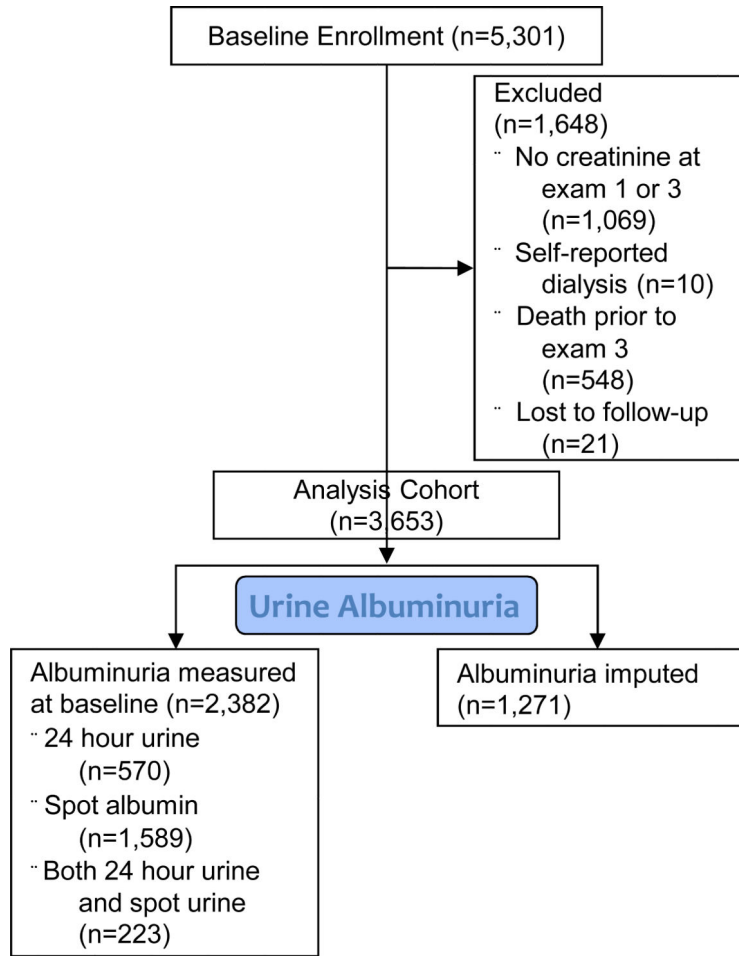 Baseline Enrollment (n=5,301)
Excluded
(n=1,648)
¨ No creatinine at
exam 1 or 3
(n=1,069)
¨ Self-reported
dialysis (n=10)
¨ Death prior to
exam 3
(n=548)
¨ Lost to follow-up
(n=21)
Analysis Cohort
(n=3,653)
Urine Albuminuria
Albuminuria measured
at baseline (n=2,382)
¨ 24 hour urine
(n=570)
¨ Spot albumin
(n=1,589)
¨ Both 24 hour urine
and spot urine
(n=223)
Albuminuria imputed
(n=1,271)